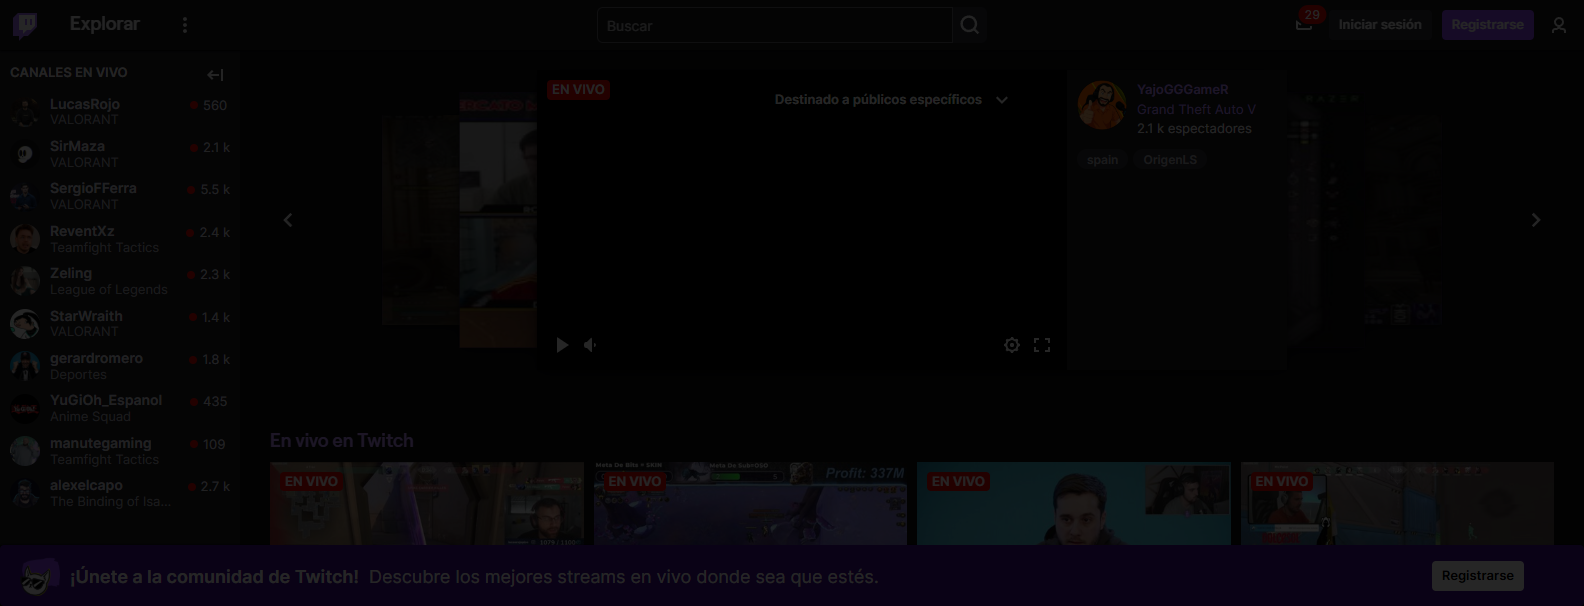 Explorar
Buscar
29
Iniciar sesión
Registrarse
CANALES EN VIVO
LucasRojo
560
VALORANT
SirMaza
2.1 k
VALORANT
SergioFFerra
5.5 k
VALORANT
ReventXz
2.4 k
Teamfight Tactics
Zeling
2.3 k
League of Legends
StarWraith
1.4 k
VALORANT
gerardromero
1.8 k
Deportes
YuGiOh_Espanol
435
Anime Squad
manutegaming
109
Teamfight Tactics
alexelcapo
2.7 k
The Binding of Isa...
EN VIVO
Destinado a públicos específicos
YajoGGGameR
Grand Theft Auto V
2.1 k espectadores
spain
OrigenLS
En vivo en Twitch
EN VIVO
EN VIVO
Profit: 337M
EN VIVO
EN VIVO
¡Únete a la comunidad de Twitch! Descubre los mejores streams en vivo donde sea que estés.
Registrarse